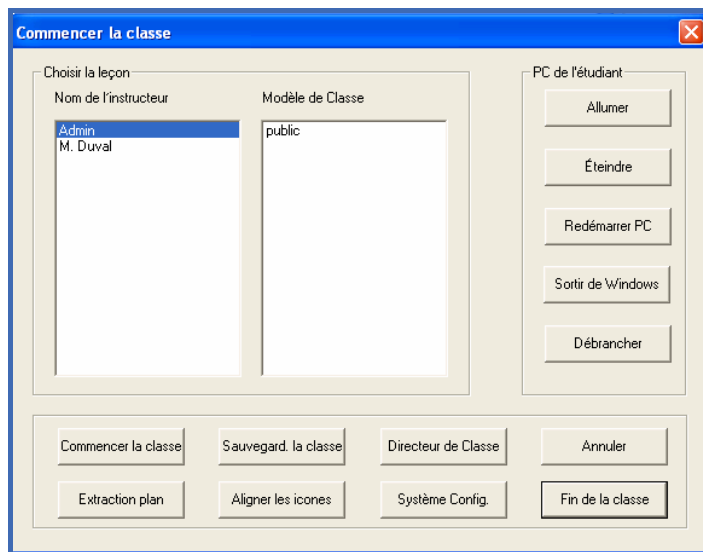 Commencer la classe
Choisir la leçon
Nom de l'instructeur
Modèle de Classe
Admin
M. Duval
public
PC de l'étudiant
Allumer
Éteindre
Redémarrer PC
Sortir de Windows
Débrancher
Commencer la classe
Sauvegard. la classe
Directeur de Classe
Annuler
Extraction plan
Aligner les icones
Système Config.
Fin de la classe